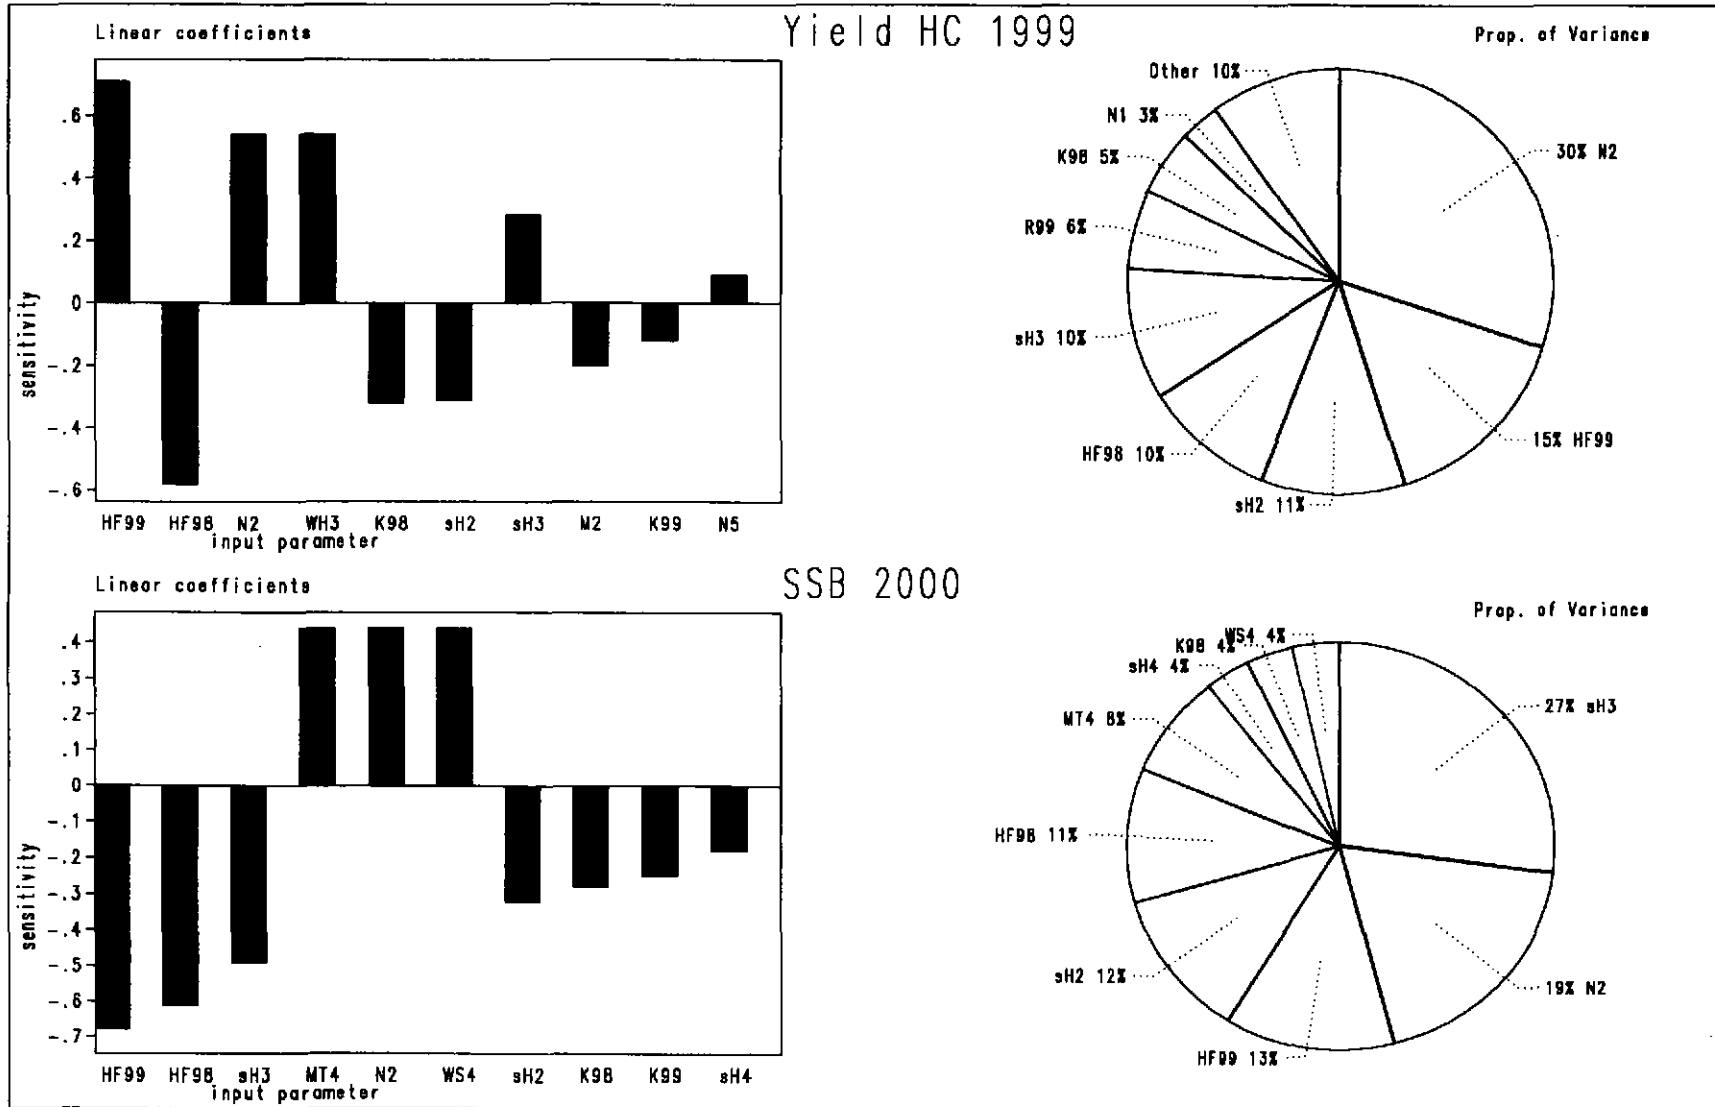 Yield HC 1999
Linear coefficients
Prop. of Variance
.6
.4
.2
0
-.2
-.4
-.6
sensitivity
HF99 HF98 N2 WH3 K98 sH2 sH3 M2 K99 N5
input parameter
Other 10%
N1 3%
K98 5%
R99 6%
sH3 10%
HF98 10%
sH2 11%
30% N2
15% HF99
SSB 2000
Linear coefficients
Prop. of Variance
.4
.3
.2
.1
0
-.1
-.2
-.3
-.4
-.5
-.6
-.7
sensitivity
HF99 HF98 sH3 MT4 N2 WS4 sH2 K98 K99 sH4
input parameter
WS4 4%
K98 4%
sH4 4%
MT4 8%
HF98 11%
sH2 12%
HF99 13%
27% sH3
19% N2